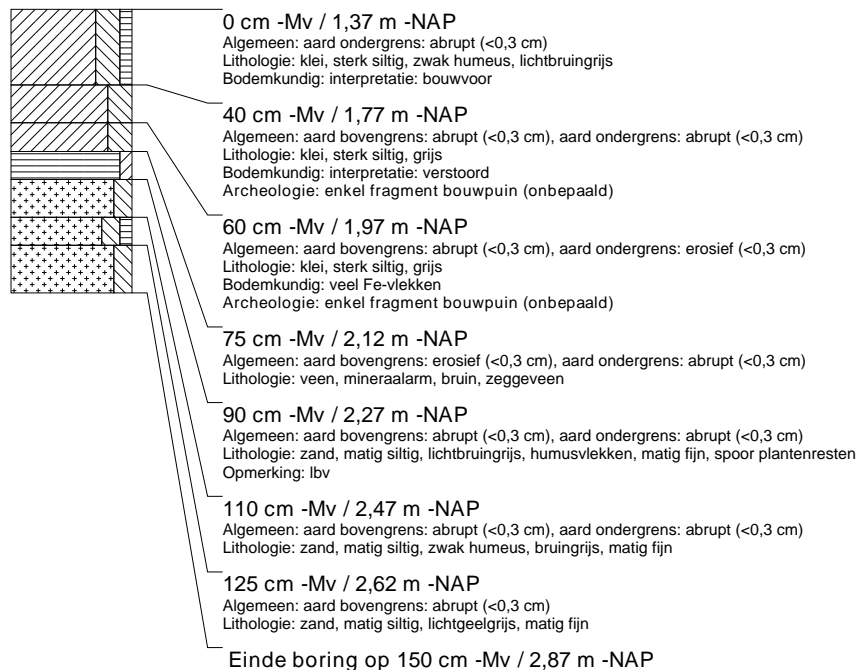 0 cm -Mv / 1,37 m -NAP
Algemeen: aard ondergrens: abrupt (<0,3 cm)
Lithologie: klei, sterk siltig, zwak humeus, lichtbruingrijs
Bodemkundig: interpretatie: bouwvoor
40 cm -Mv / 1,77 m -NAP
Algemeen: aard bovengrens: abrupt (<0,3 cm), aard ondergrens: abrupt (<0,3 cm)
Lithologie: klei, sterk siltig, grijs
Bodemkundig: interpretatie: verstoord
Archeologie: enkel fragment bouwpuin (onbepaald)
60 cm -Mv / 1,97 m -NAP
Algemeen: aard bovengrens: abrupt (<0,3 cm), aard ondergrens: erosief (<0,3 cm)
Lithologie: klei, sterk siltig, grijs
Bodemkundig: veel Fe-vlekken
Archeologie: enkel fragment bouwpuin (onbepaald)
75 cm -Mv / 2,12 m -NAP
Algemeen: aard bovengrens: erosief (<0,3 cm), aard ondergrens: abrupt (<0,3 cm)
Lithologie: veen, mineraalarm, bruin, zeggeveen
90 cm -Mv / 2,27 m -NAP
Algemeen: aard bovengrens: abrupt (<0,3 cm), aard ondergrens: abrupt (<0,3 cm)
Lithologie: zand, matig siltig, lichtbruingrijs, humusvlekken, matig fijn, spoor plantenresten
Opmerking: lbv
110 cm -Mv / 2,47 m -NAP
Algemeen: aard bovengrens: abrupt (<0,3 cm), aard ondergrens: abrupt (<0,3 cm)
Lithologie: zand, matig siltig, zwak humeus, bruingrijs, matig fijn
125 cm -Mv / 2,62 m -NAP
Algemeen: aard bovengrens: abrupt (<0,3 cm)
Lithologie: zand, matig siltig, lichtgeelgrijs, matig fijn
Einde boring op 150 cm -Mv / 2,87 m -NAP